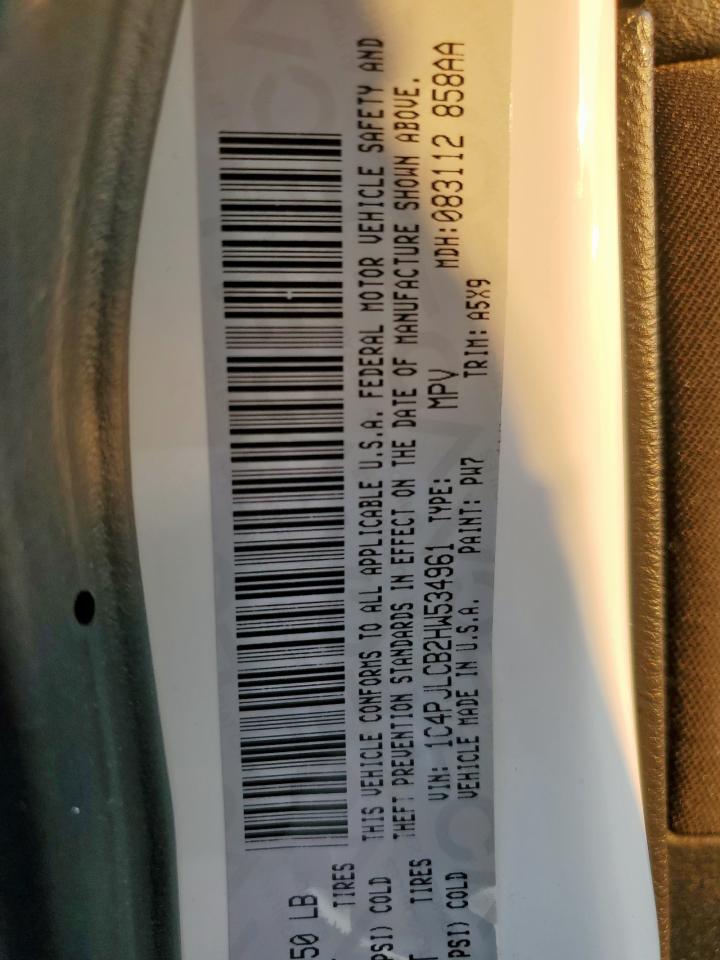 50 LB
TIRES
PSI) COLD
THIS VEHICLE CONFORMS TO ALL APPLICABLE U.S.A. FEDERAL MOTOR VEHICLE SAFETY AND
THEFT PREVENTION STANDARDS IN EFFECT ON THE DATE OF MANUFACTURE SHOWN ABOVE.
TIRES
VIN: 1C4PJLCB2HW534961 TYPE: MPV MDH:083112 858AA
PSI) COLD
VEHICLE MADE IN U.S.A. PAINT: PW7 TRIM: A5X9